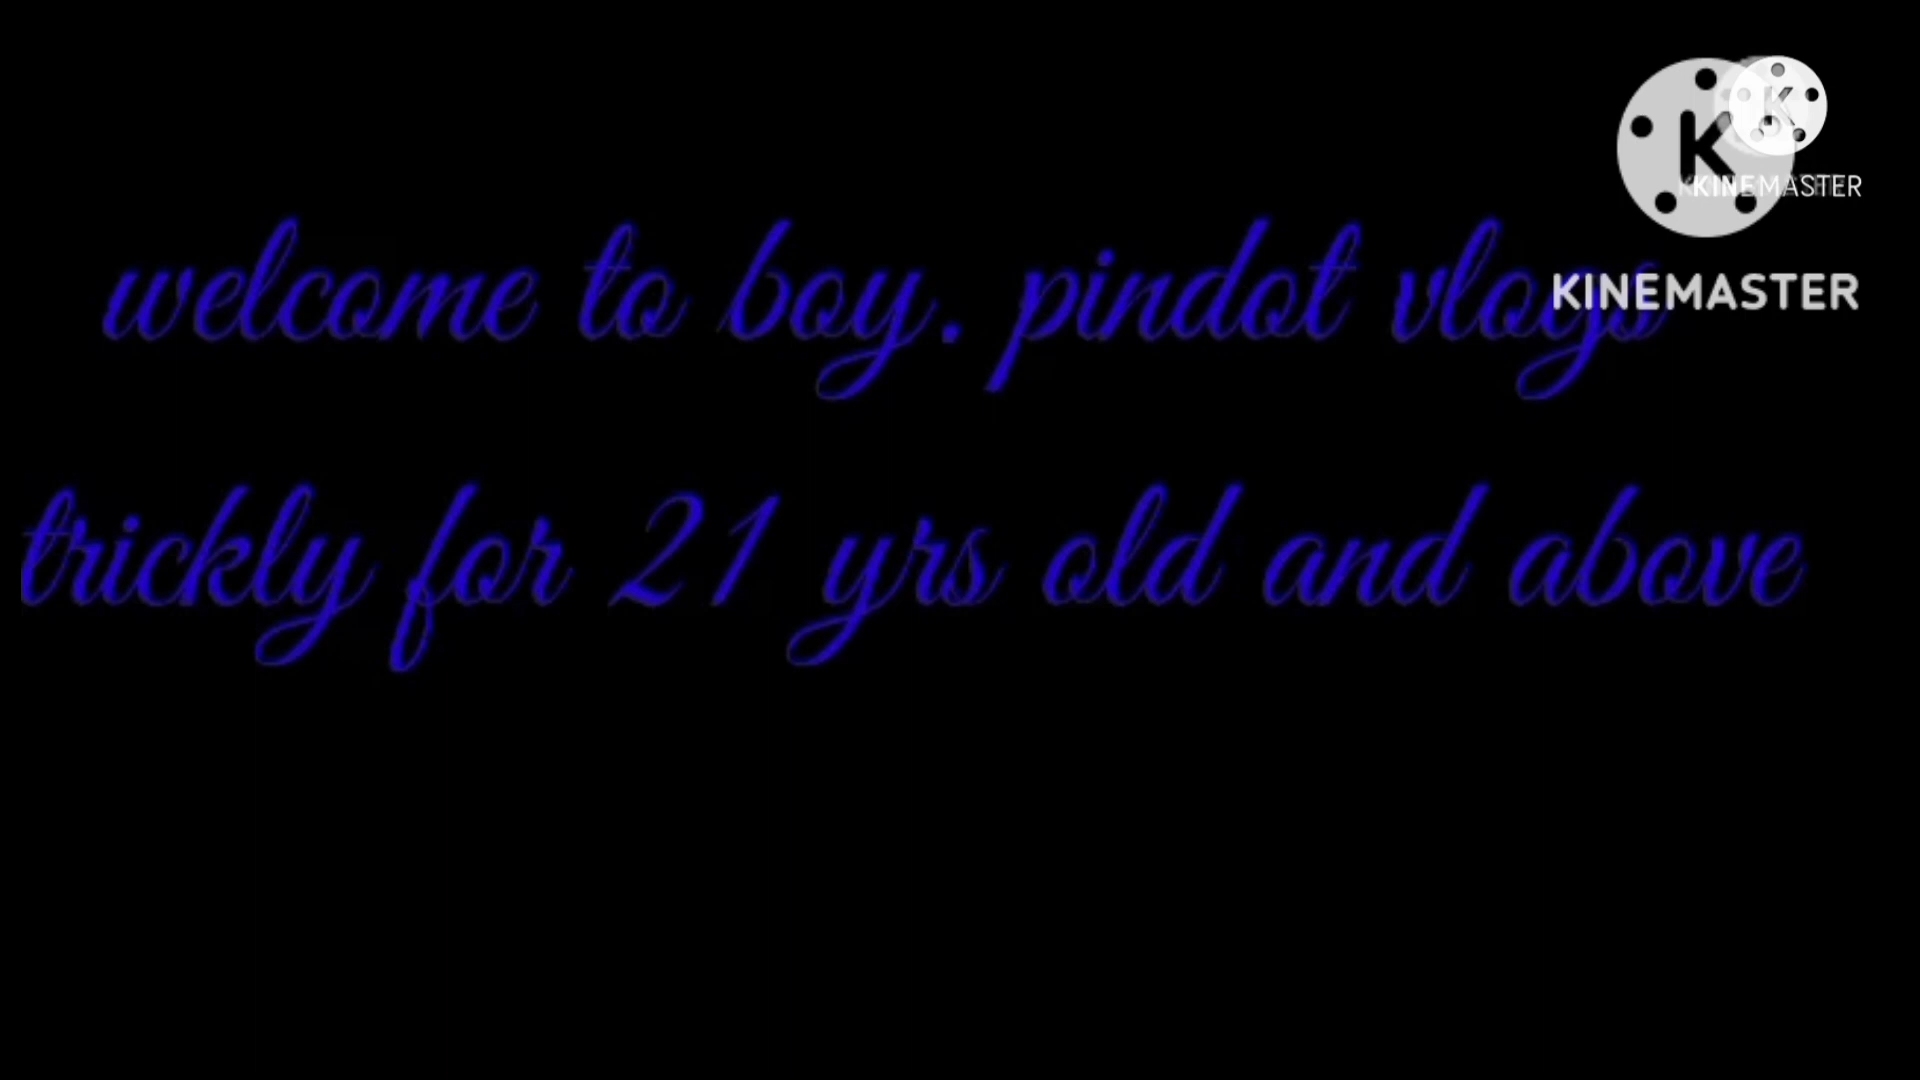 KINEMASTER
welcome to boy. pindot vlogs
KINEMASTER
trickly for 21 yrs old and above